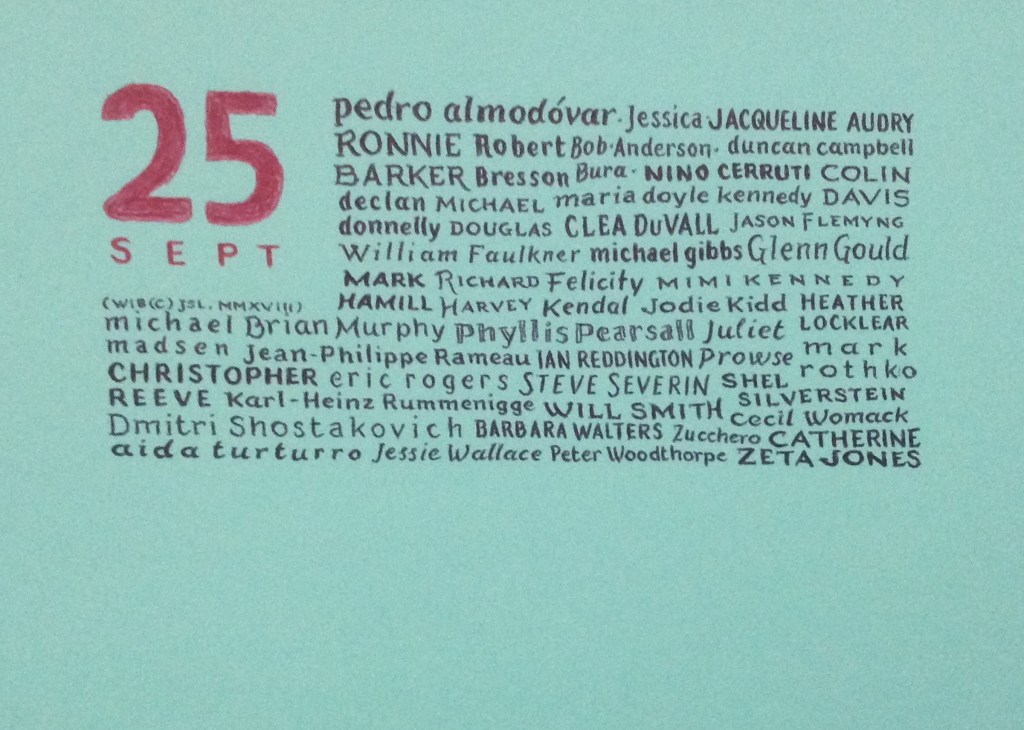 25
SEPT
(W(B(C) JSL, MMXVIII)
pedro almodóvar. Jessica JACQUELINE AUDRY
RONNIE Robert Bob Anderson. duncan campbell
BARKER Bresson Bura. NINO CERRUTI COLIN
declan MICHAEL maria doyle kennedy DAVIS
donnelly DOUGLAS CLEA DuVALL JASON FLEMYNG
William Faulkner michael gibbs Glenn Gould
MARK RICHARD Felicity MIMI KENNEDY
HAMILL HARVEY Kendal Jodie Kidd HEATHER
michael Brian Murphy Phyllis Pearsall Juliet LOCKLEAR
madsen Jean-Philippe Rameau IAN REDDINGTON Prowse mark
CHRISTOPHER eric rogers STEVE SEVERIN SHEL rothko
REEVE Karl-Heinz Rummenigge WILL SMITH SILVERSTEIN
Dmitri Shostakovich BARBARA WALTERS Zucchero Cecil Womack
aida turturro Jessie Wallace Peter Woodthorpe CATHERINE
ZETA JONES